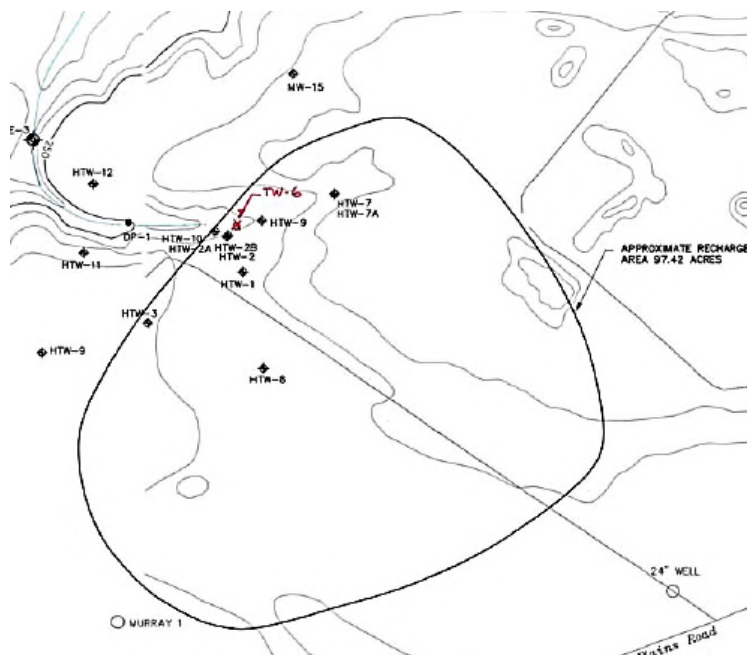 MW-15
E-3
250
HTW-12
TW-6
HTW-7
HTW-7A
HTW-9
DP-1
HTW-10
HTW-2A
HTW-2B
HTW-2
HTW-11
HTW-1
APPROXIMATE RECHARGE
AREA 97.42 ACRES
HTW-3
HTW-9
HTW-8
24" WELL
MURRAY 1
Plains Road